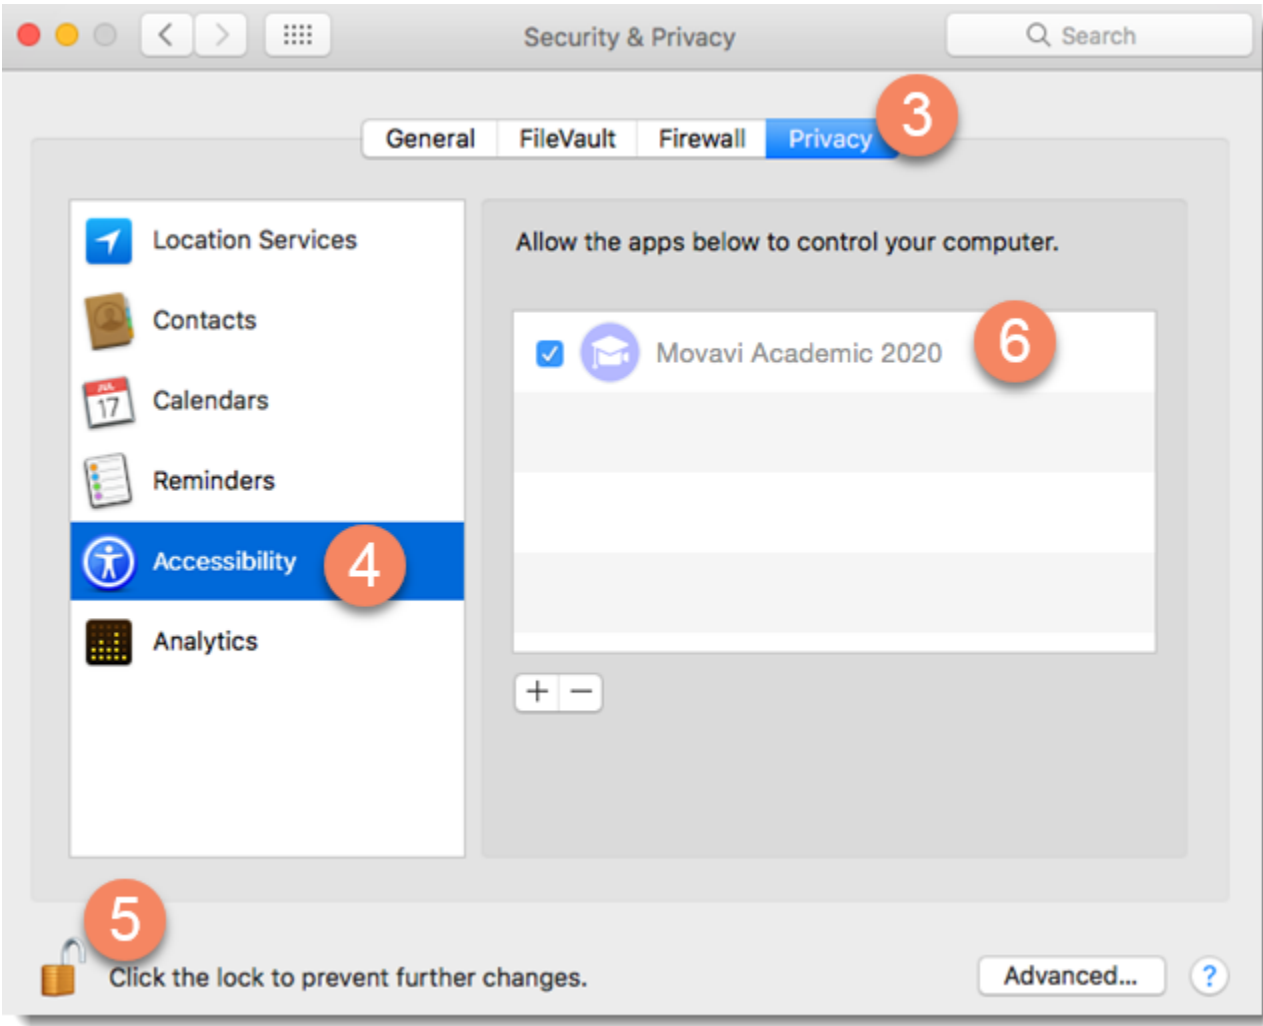 Security & Privacy
Search
3
General
FileVault
Firewall
Privacy
Location Services
Contacts
JUL
17
Calendars
Reminders
Accessibility
4
Analytics
Allow the apps below to control your computer.
Movavi Academic 2020
6
+
−
5
Click the lock to prevent further changes.
Advanced...
?